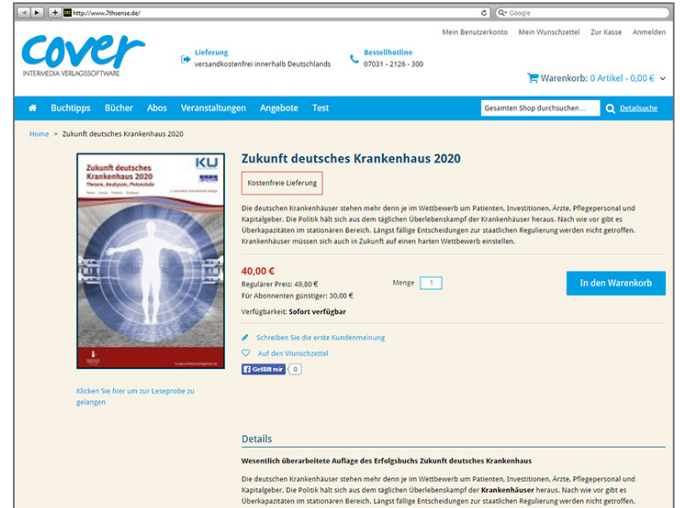 http://www.7thsense.de/
Google
Mein Benutzerkonto Mein Wunschzettel Zur Kasse Anmelden
cover
INTERMEDIA VERLAGSSOFTWARE
Lieferung
versandkostenfrei innerhalb Deutschlands
Bestellhotline
07031 - 2126 - 300
Warenkorb: 0 Artikel - 0,00 €
Buchtipps Bücher Abos Veranstaltungen Angebote Test
Gesamten Shop durchsuchen...
Detailsuche
Home > Zukunft deutsches Krankenhaus 2020
KU
Zukunft deutsches
Krankenhaus 2020
Thesen, Analysen, Potenziale
Zukunft deutsches Krankenhaus 2020
Kostenfreie Lieferung
Die deutschen Krankenhäuser stehen mehr denn je im Wettbewerb um Patienten, Investitionen, Ärzte, Pflegepersonal und
Kapitalgeber. Die Politik hält sich aus dem täglichen Überlebenskampf der Krankenhäuser heraus. Nach wie vor gibt es
Überkapazitäten im stationären Bereich. Längst fällige Entscheidungen zur staatlichen Regulierung werden nicht getroffen.
Krankenhäuser müssen sich auch in Zukunft auf einen harten Wettbewerb einstellen.
40,00 €
Regulärer Preis: 49,80 €
Für Abonnenten günstiger: 30,00 €
Verfügbarkeit: Sofort verfügbar
Menge 1
In den Warenkorb
Schreiben Sie die erste Kundenmeinung
Auf den Wunschzettel
Gefällt mir 0
Klicken Sie hier um zur Leseprobe zu
gelangen
Details
Wesentlich überarbeitete Auflage des Erfolgsbuchs Zukunft deutsches Krankenhaus
Die deutschen Krankenhäuser stehen mehr denn je im Wettbewerb um Patienten, Investitionen, Ärzte, Pflegepersonal und
Kapitalgeber. Die Politik hält sich aus dem täglichen Überlebenskampf der Krankenhäuser heraus. Nach wie vor gibt es
Überkapazitäten im stationären Bereich. Längst fällige Entscheidungen zur staatlichen Regulierung werden nicht getroffen.